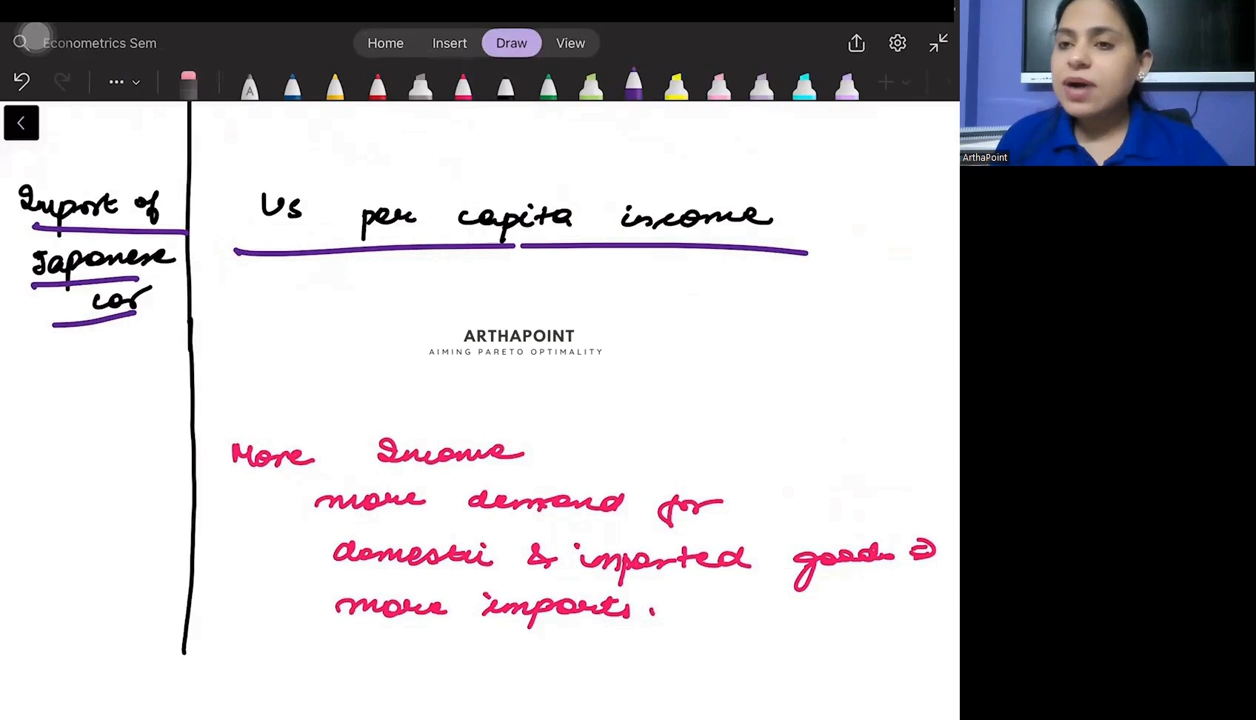 Econometrics Sem
Home Insert Draw View
A
ArthaPoint
Import of
Japanese
car
US per capita income
ARTHAPOINT
AIMING PARETO OPTIMALITY
More Income
more demand for
domestic & imported goods ⇒
more imports.